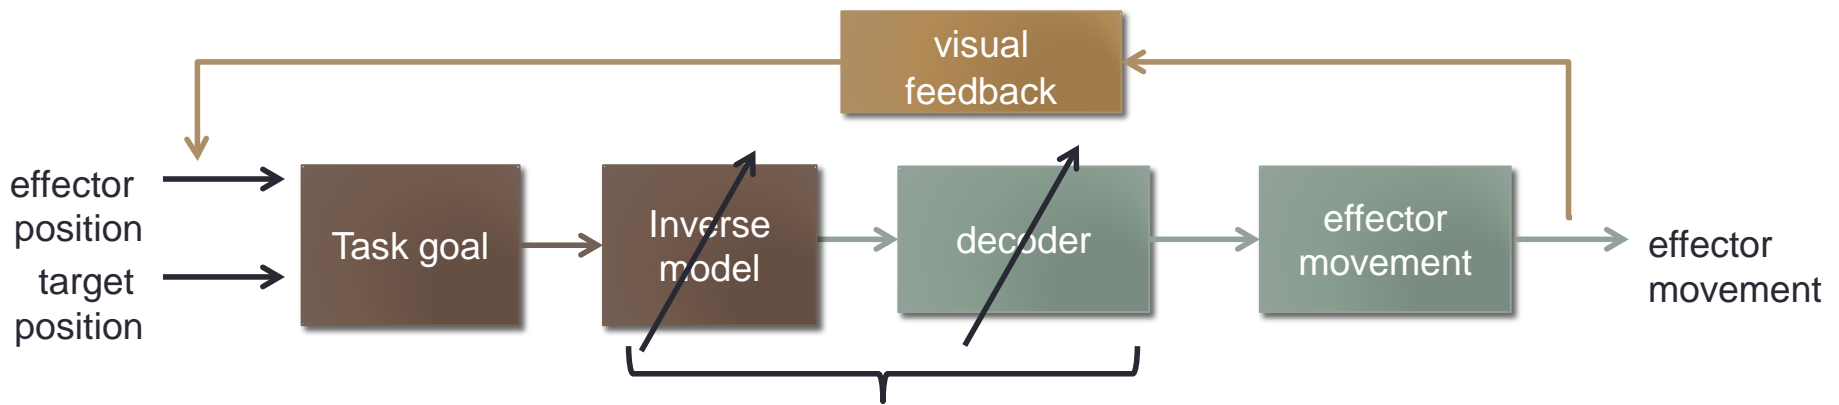 visual
feedback
effector
position
target
position
Task goal
Inverse
model
decoder
effector
movement
effector
movement